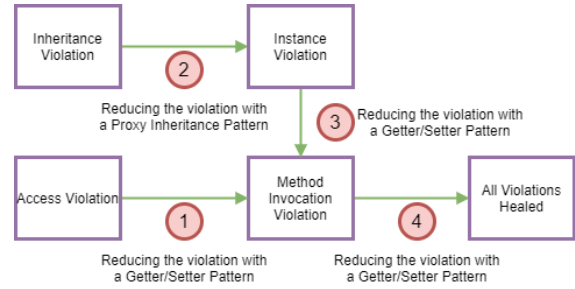 Inheritance
Violation
Instance
Violation
2
Reducing the violation with
a Proxy Inheritance Pattern
3
Reducing the violation with
a Getter/Setter Pattern
Access Violation
Method
Invocation
Violation
All Violations
Healed
1
4
Reducing the violation with
a Getter/Setter Pattern
Reducing the violation with
a Getter/Setter Pattern